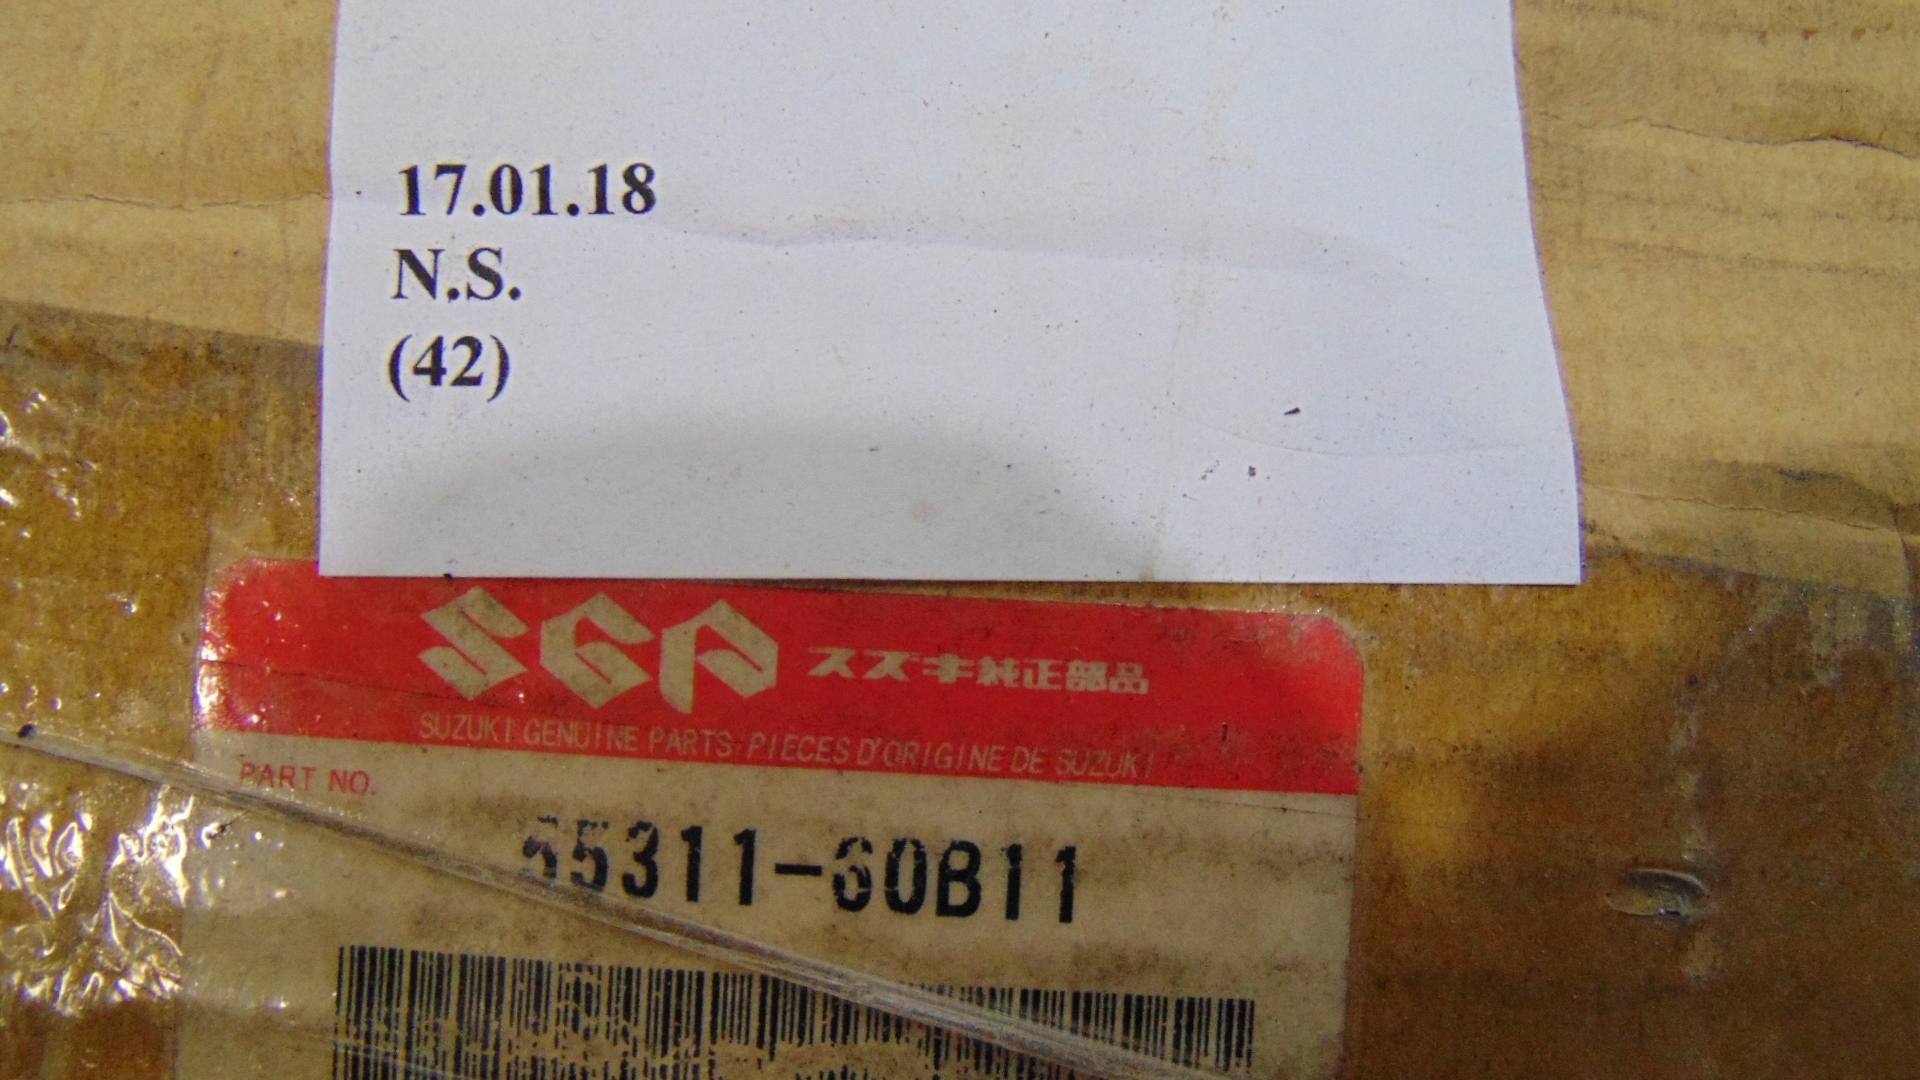 17.01.18
N.S.
(42)
SGP スズキ純正部品
SUZUKI GENUINE PARTS·PIECES D'ORIGINE DE SUZUKI
PART NO.
55311-60B11